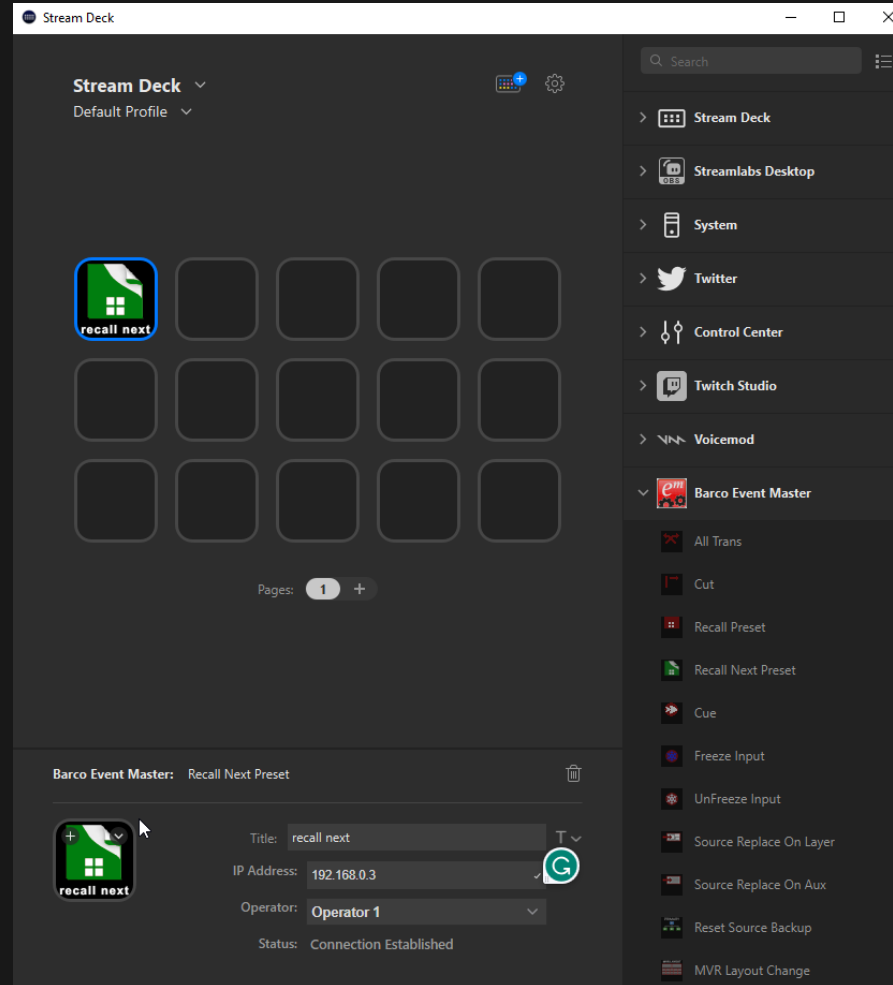 Stream Deck
Stream Deck
Default Profile
recall next
Pages: 1 +
Barco Event Master: Recall Next Preset
recall next
Title: recall next
T
IP Address: 192.168.0.3
G
Operator: Operator 1
Status: Connection Established
Search
Stream Deck
OBS
Streamlabs Desktop
System
Twitter
Control Center
Twitch Studio
Voicemod
em
Barco Event Master
All Trans
Cut
Recall Preset
Recall Next Preset
Cue
Freeze Input
UnFreeze Input
Source Replace On Layer
Source Replace On Aux
Reset Source Backup
MVR Layout Change